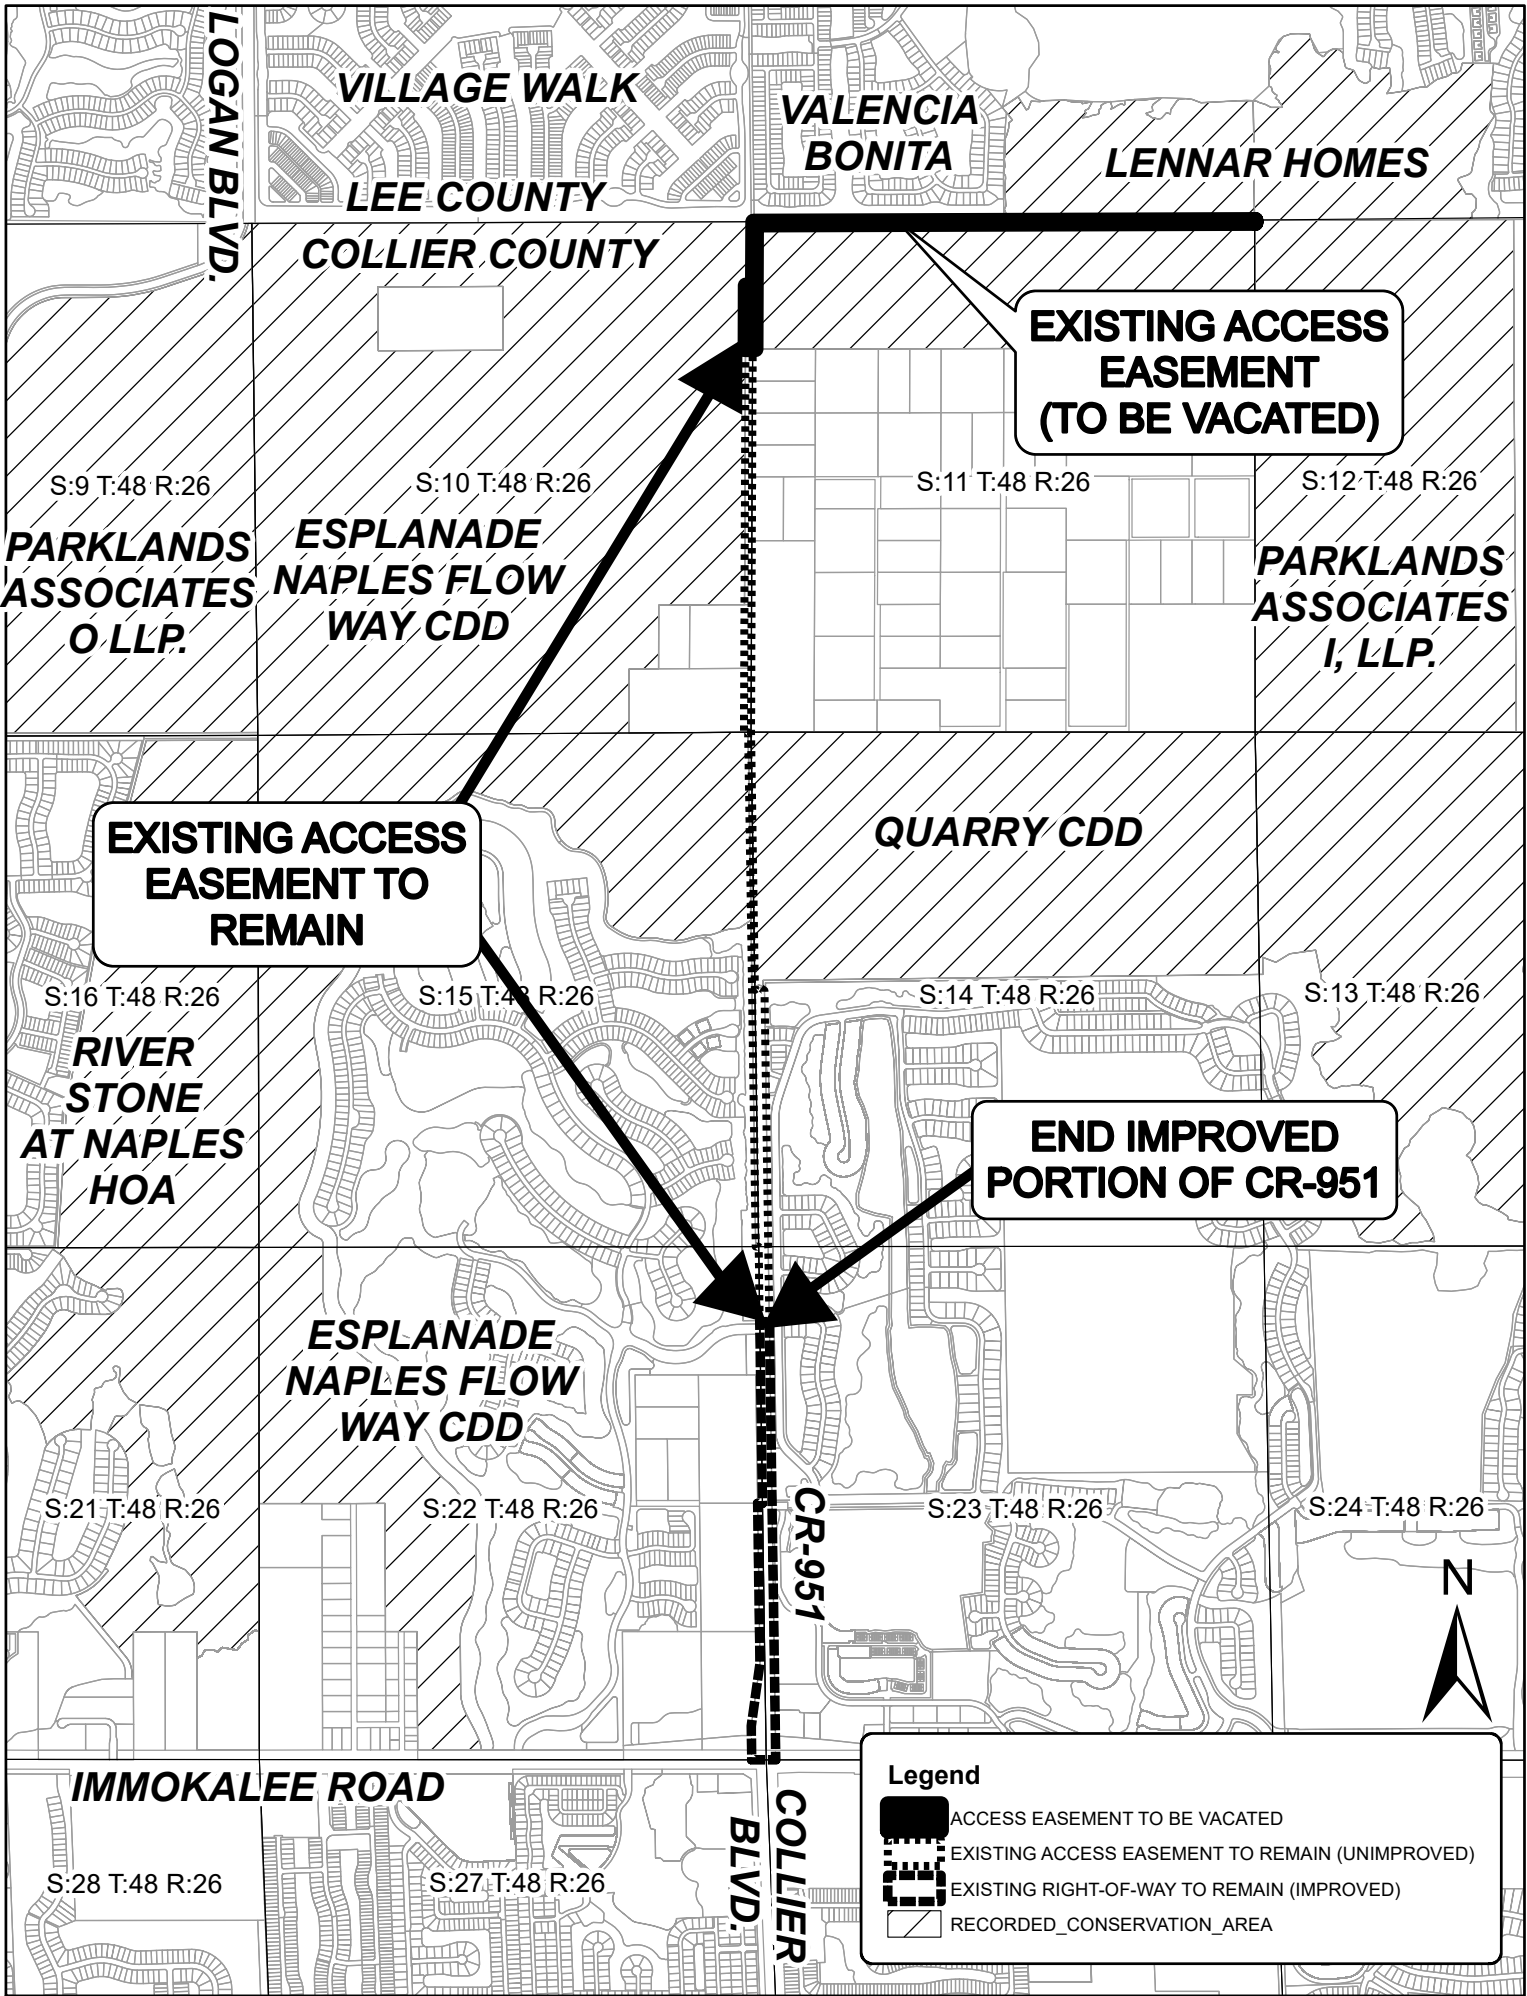 LOGAN BLVD.
VILLAGE WALK
VALENCIA
BONITA
LENNAR HOMES
LEE COUNTY
COLLIER COUNTY
EXISTING ACCESS
EASEMENT
(TO BE VACATED)
S:9 T:48 R:26
S:10 T:48 R:26
S:11 T:48 R:26
S:12 T:48 R:26
PARKLANDS
ASSOCIATES
O LLP.
ESPLANADE
NAPLES FLOW
WAY CDD
PARKLANDS
ASSOCIATES
I, LLP.
EXISTING ACCESS
EASEMENT TO
REMAIN
QUARRY CDD
S:16 T:48 R:26
S:15 T:48 R:26
S:14 T:48 R:26
S:13 T:48 R:26
RIVER
STONE
AT NAPLES
HOA
END IMPROVED
PORTION OF CR-951
ESPLANADE
NAPLES FLOW
WAY CDD
S:21 T:48 R:26
S:22 T:48 R:26
CR-951
S:23 T:48 R:26
S:24 T:48 R:26
N
IMMOKALEE ROAD
COLLIER
BLVD.
S:28 T:48 R:26
S:27 T:48 R:26
Legend
ACCESS EASEMENT TO BE VACATED
EXISTING ACCESS EASEMENT TO REMAIN (UNIMPROVED)
EXISTING RIGHT-OF-WAY TO REMAIN (IMPROVED)
RECORDED_CONSERVATION_AREA